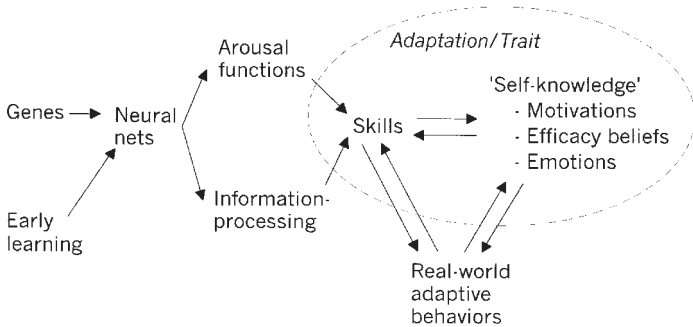 Arousal
functions
Adaptation/Trait
'Self-knowledge'
- Motivations
- Efficacy beliefs
- Emotions
Genes
Neural
nets
Skills
Early
learning
Information-
processing
Real-world
adaptive
behaviors